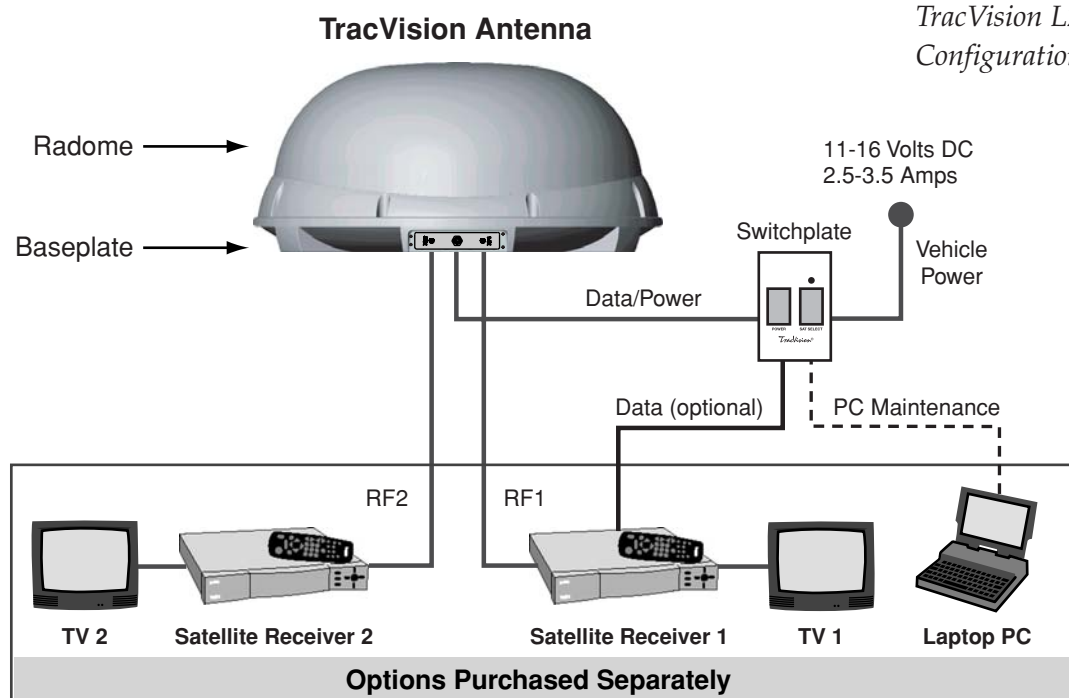 TracVision L
Configuration
TracVision Antenna
Radome
Baseplate
11-16 Volts DC
2.5-3.5 Amps
Switchplate
Vehicle
Power
Data/Power
POWER
SAT SELECT
TracVision
Data (optional)
PC Maintenance
RF2
RF1
TV 2
Satellite Receiver 2
Satellite Receiver 1
TV 1
Laptop PC
Options Purchased Separately